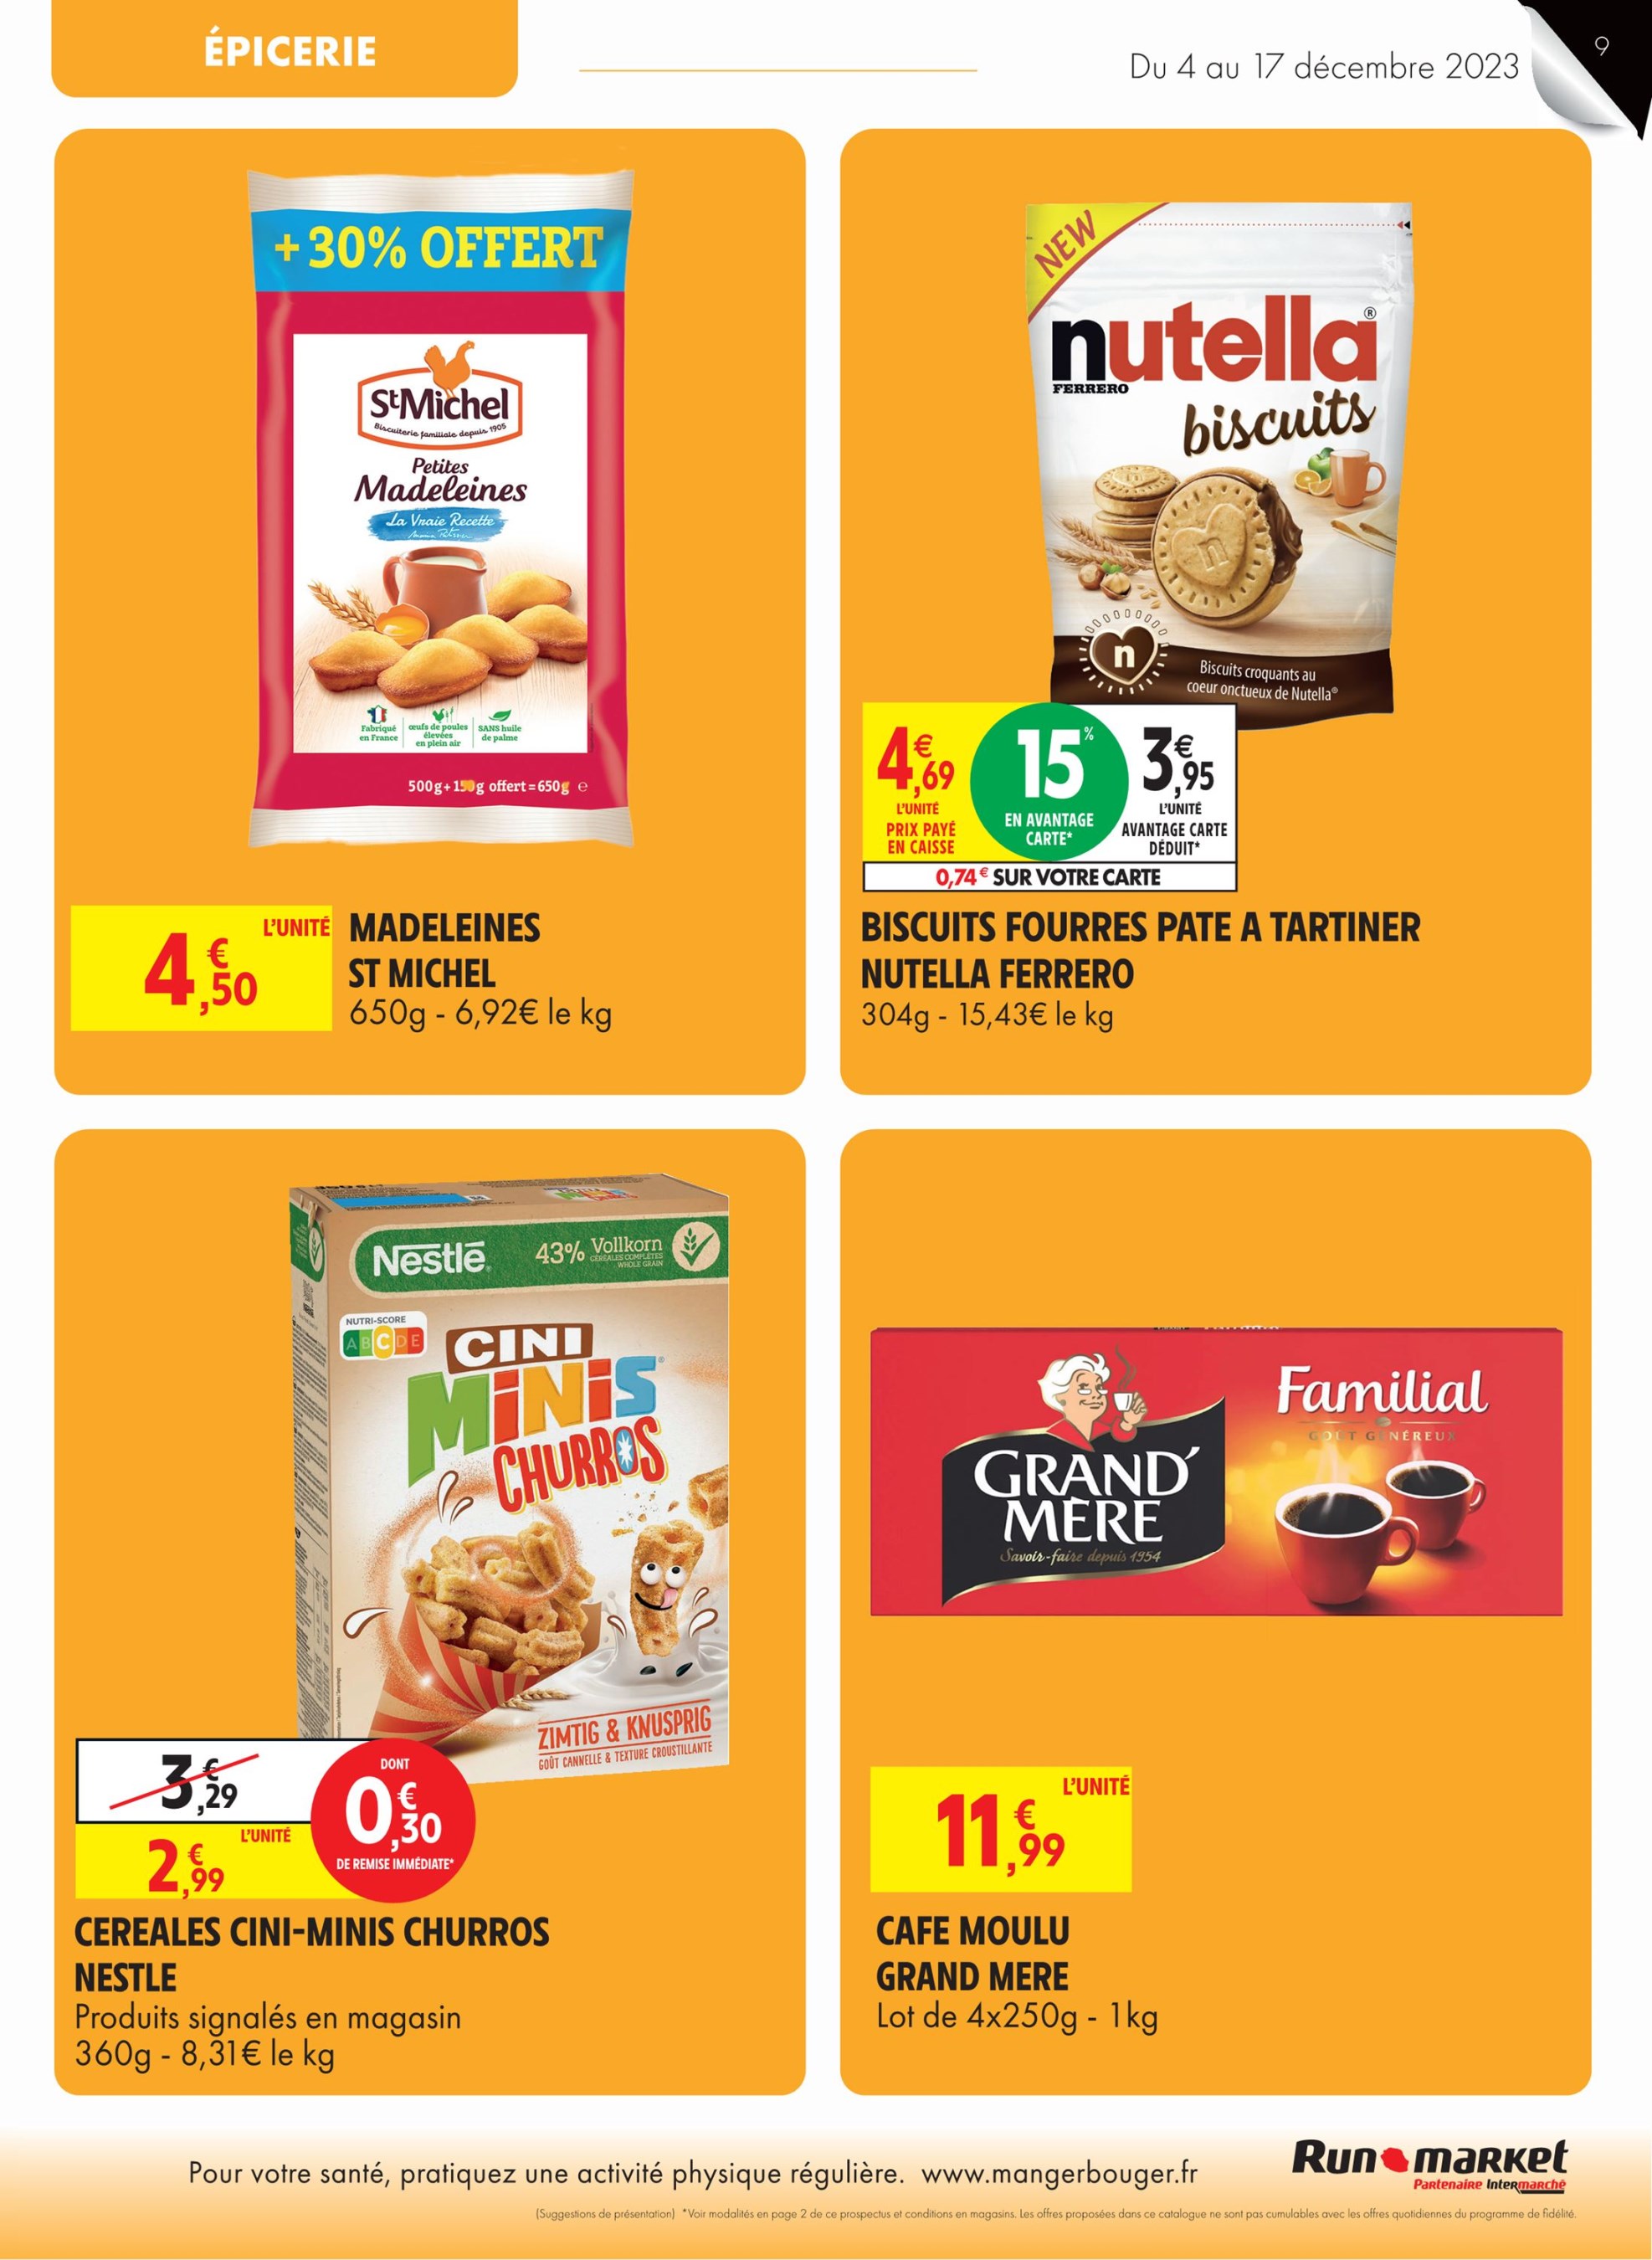 ÉPICERIE
Du 4 au 17 décembre 2023
9
+30% OFFERT
St Michel
Biscuiterie familiale depuis 1905
Petites
Madeleines
La Vraie Recette
Fabriqué
en France
œufs de poules
élevées
en plein air
SANS huile
de palme
500g+150g offert=650g e
L'UNITÉ
4€,50
MADELEINES
ST MICHEL
650g - 6,92€ le kg
NEW
nutella®
FERRERO
biscuits
n
Biscuits croquants au
coeur onctueux de Nutella®
4€,69
L'UNITÉ
PRIX PAYÉ
EN CAISSE
15%
EN AVANTAGE
CARTE*
3€,95
L'UNITÉ
AVANTAGE CARTE
DÉDUIT*
0,74€ SUR VOTRE CARTE
BISCUITS FOURRES PATE A TARTINER
NUTELLA FERRERO
304g - 15,43€ le kg
Nestlé®
43% Vollkorn
CÉRÉALES COMPLÈTES
WHOLE GRAIN
NUTRI-SCORE
A B C D E
CINI
MINIS®
CHURROS
ZIMTIG & KNUSPRIG
GOÛT CANNELLE & TEXTURE CROUSTILLANTE
3€,29
L'UNITÉ
2€,99
DONT
0€,30
DE REMISE IMMÉDIATE*
CEREALES CINI-MINIS CHURROS
NESTLE
Produits signalés en magasin
360g - 8,31€ le kg
Familial
GOÛT GÉNÉREUX
GRAND'
MÈRE
Savoir-faire depuis 1954
L'UNITÉ
11€,99
CAFE MOULU
GRAND MERE
Lot de 4x250g - 1kg
Pour votre santé, pratiquez une activité physique régulière. www.mangerbouger.fr
Run market
Partenaire Intermarché
(Suggestions de présentation) *Voir modalités en page 2 de ce prospectus et conditions en magasins. Les offres proposées dans ce catalogue ne sont pas cumulables avec les offres quotidiennes du programme de fidélité.